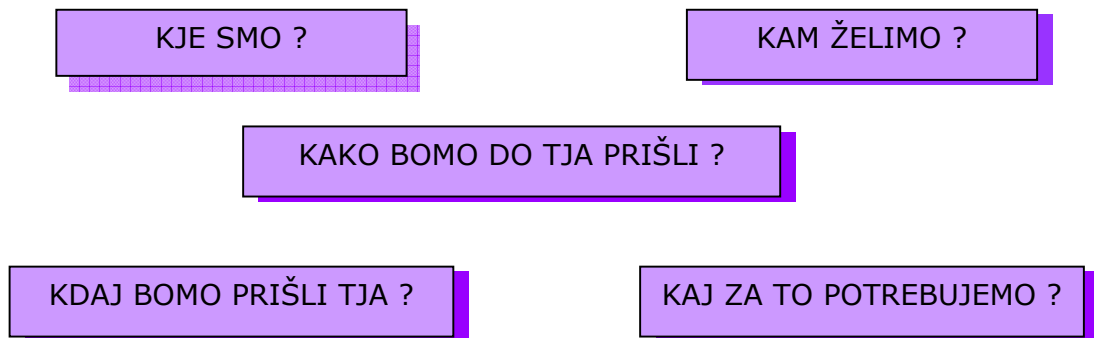 KJE SMO ?
KAM ŽELIMO ?
KAKO BOMO DO TJA PRIŠLI ?
KDAJ BOMO PRIŠLI TJA ?
KAJ ZA TO POTREBUJEMO ?